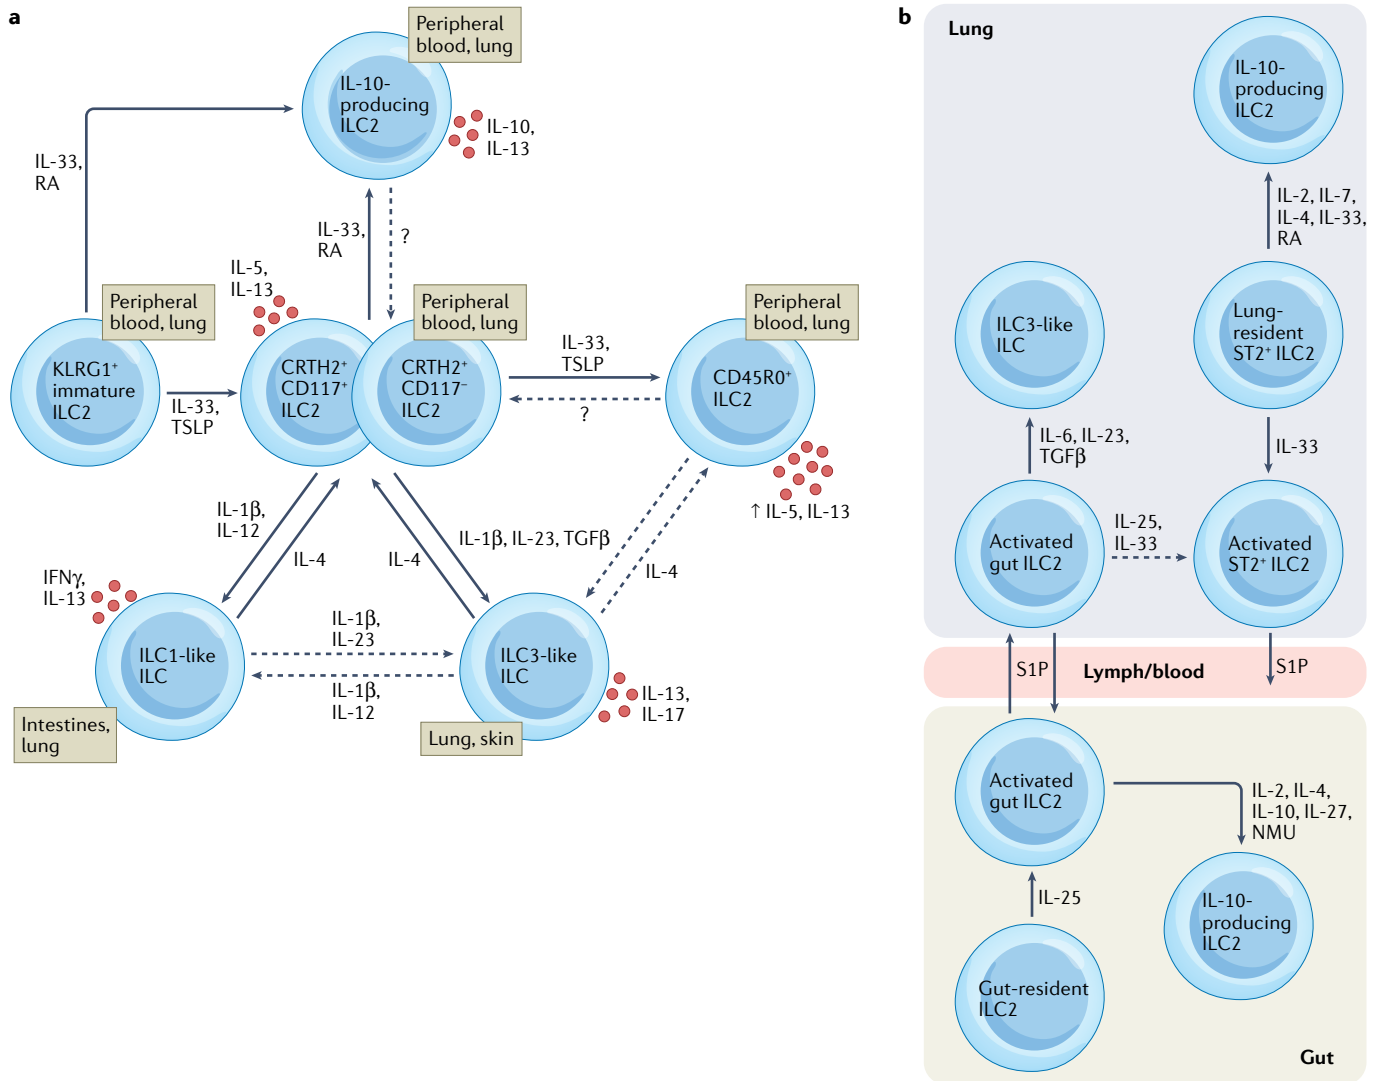 a
Peripheral
blood, lung
IL-10-
producing
ILC2
IL-10,
IL-13
IL-33,
RA
IL-33,
RA
?
IL-5,
IL-13
Peripheral
blood, lung
KLRG1⁺
immature
ILC2
IL-33,
TSLP
CRTH2⁺
CD117⁺
ILC2
Peripheral
blood, lung
CRTH2⁺
CD117⁻
ILC2
IL-33,
TSLP
?
Peripheral
blood, lung
CD45R0⁺
ILC2
↑ IL-5, IL-13
IL-1β,
IL-12
IL-4
IL-4
IL-1β, IL-23, TGFβ
IL-4
IFNγ,
IL-13
ILC1-like
ILC
Intestines,
lung
IL-1β,
IL-23
IL-1β,
IL-12
ILC3-like
ILC
Lung, skin
IL-13,
IL-17
b
Lung
IL-10-
producing
ILC2
IL-2, IL-7,
IL-4, IL-33,
RA
ILC3-like
ILC
Lung-
resident
ST2⁺ ILC2
IL-6, IL-23,
TGFβ
IL-33
Activated
gut ILC2
IL-25,
IL-33
Activated
ST2⁺ ILC2
S1P
Lymph/blood
S1P
Activated
gut ILC2
IL-2, IL-4,
IL-10, IL-27,
NMU
IL-25
IL-10-
producing
ILC2
Gut-resident
ILC2
Gut